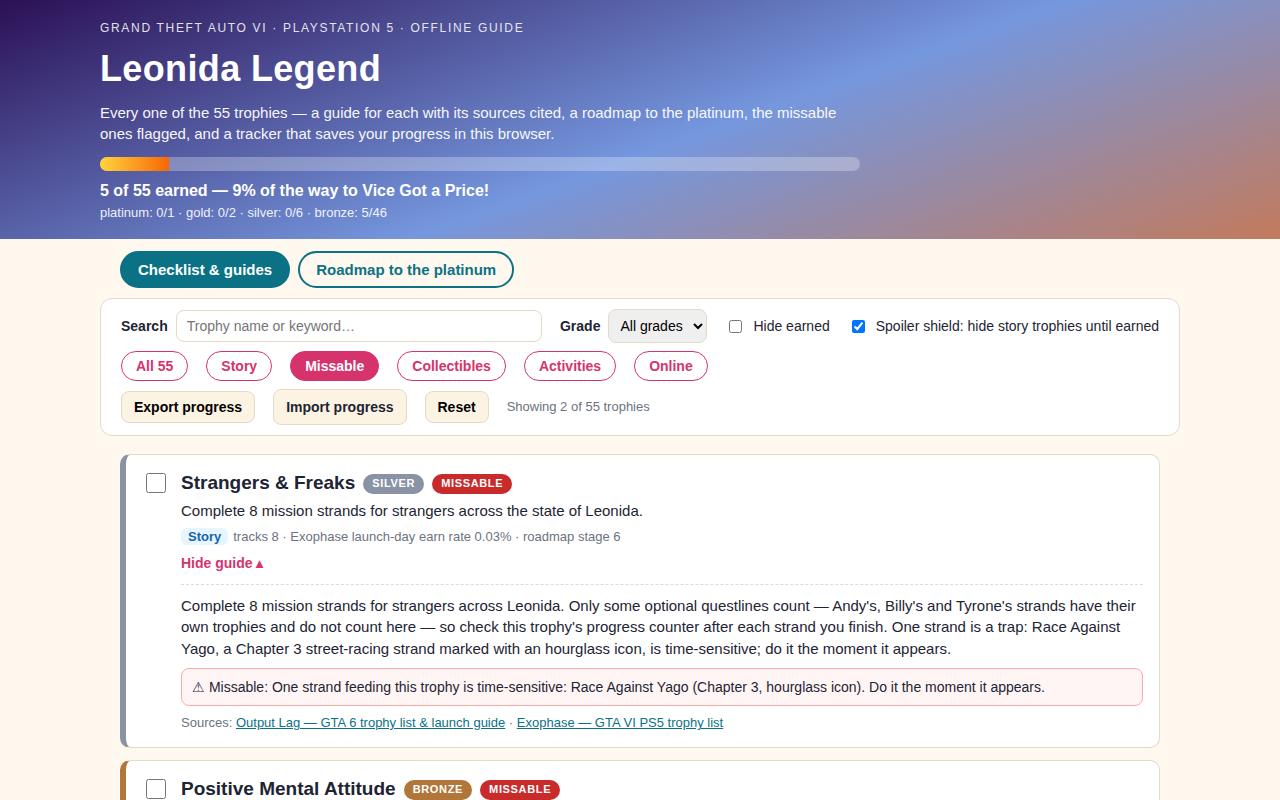 GRAND THEFT AUTO VI · PLAYSTATION 5 · OFFLINE GUIDE
Leonida Legend
Every one of the 55 trophies — a guide for each with its sources cited, a roadmap to the platinum, the missable
ones flagged, and a tracker that saves your progress in this browser.
5 of 55 earned — 9% of the way to Vice Got a Price!
platinum: 0/1 · gold: 0/2 · silver: 0/6 · bronze: 5/46
Checklist & guides Roadmap to the platinum
Search Trophy name or keyword… Grade All grades Hide earned Spoiler shield: hide story trophies until earned
All 55 Story Missable Collectibles Activities Online
Export progress Import progress Reset Showing 2 of 55 trophies
Strangers & Freaks SILVER MISSABLE
Complete 8 mission strands for strangers across the state of Leonida.
Story tracks 8 · Exophase launch-day earn rate 0.03% · roadmap stage 6
Hide guide ▴
Complete 8 mission strands for strangers across Leonida. Only some optional questlines count — Andy's, Billy's and Tyrone's strands have their
own trophies and do not count here — so check this trophy's progress counter after each strand you finish. One strand is a trap: Race Against
Yago, a Chapter 3 street-racing strand marked with an hourglass icon, is time-sensitive; do it the moment it appears.
⚠ Missable: One strand feeding this trophy is time-sensitive: Race Against Yago (Chapter 3, hourglass icon). Do it the moment it appears.
Sources: Output Lag — GTA 6 trophy list & launch guide · Exophase — GTA VI PS5 trophy list
Positive Mental Attitude BRONZE MISSABLE